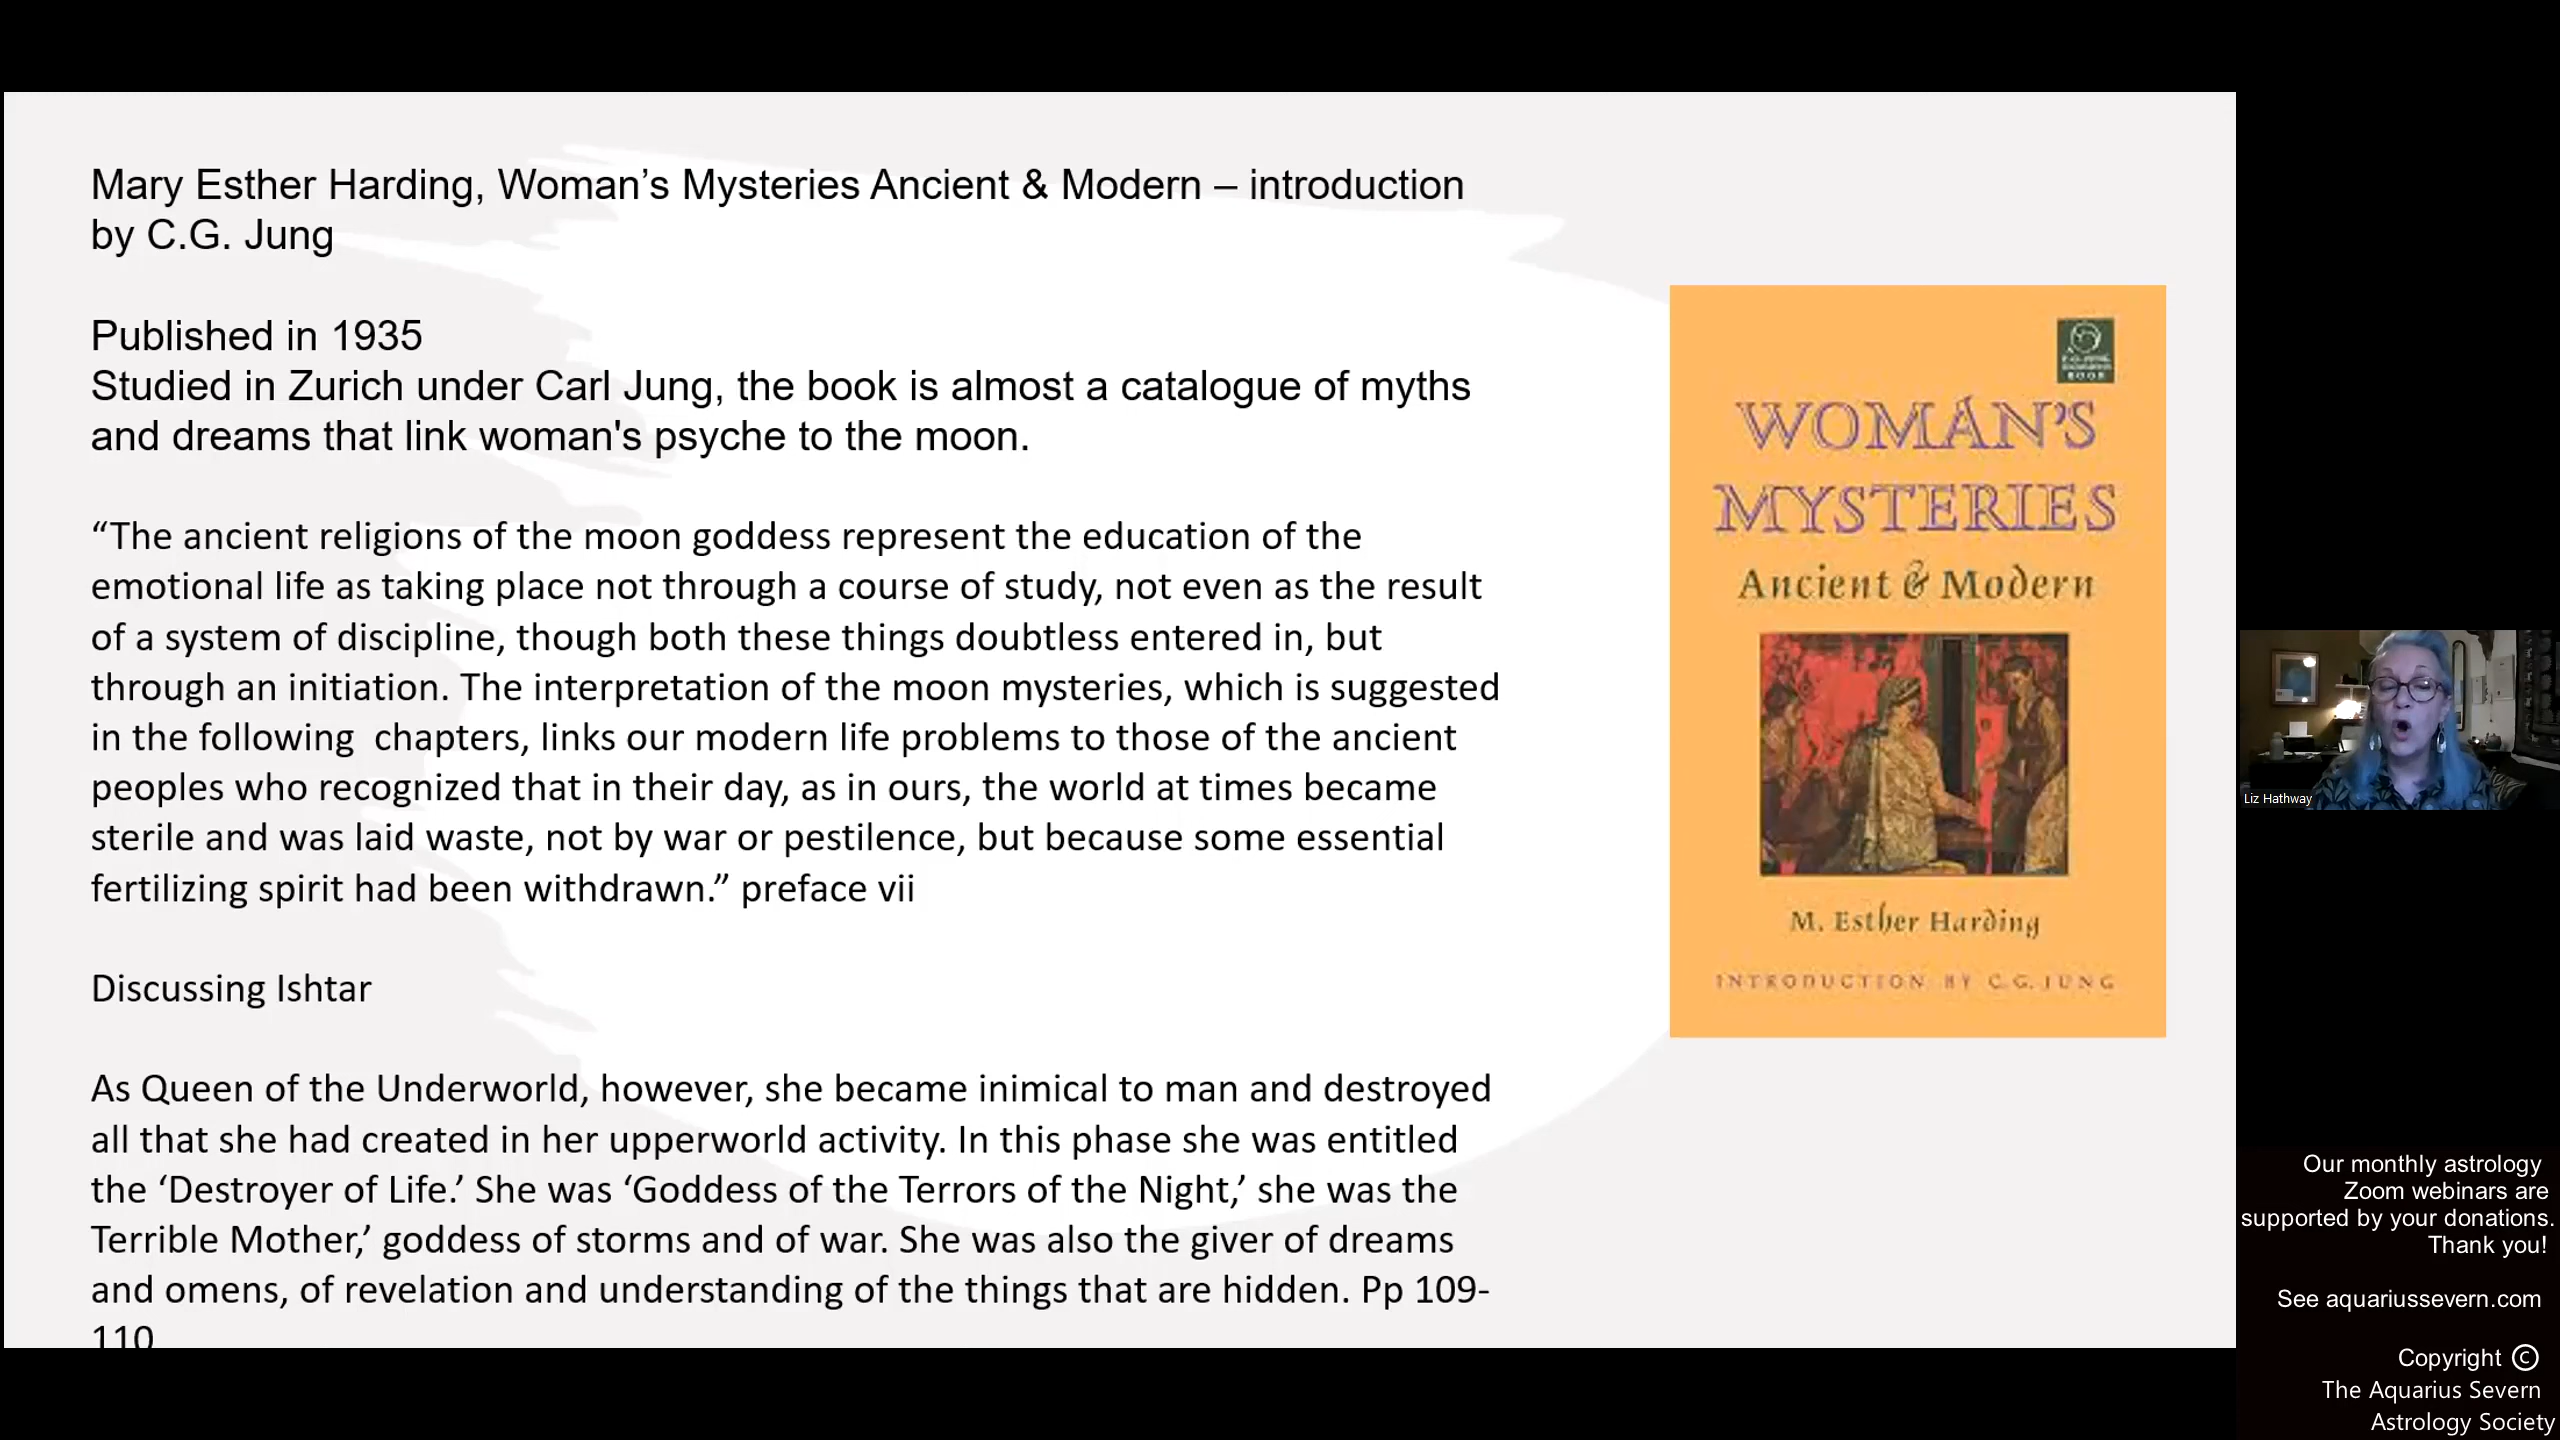 Mary Esther Harding, Woman’s Mysteries Ancient & Modern – introduction
by C.G. Jung
Published in 1935
Studied in Zurich under Carl Jung, the book is almost a catalogue of myths
and dreams that link woman's psyche to the moon.
“The ancient religions of the moon goddess represent the education of the
emotional life as taking place not through a course of study, not even as the result
of a system of discipline, though both these things doubtless entered in, but
through an initiation. The interpretation of the moon mysteries, which is suggested
in the following  chapters, links our modern life problems to those of the ancient
peoples who recognized that in their day, as in ours, the world at times became
sterile and was laid waste, not by war or pestilence, but because some essential
fertilizing spirit had been withdrawn.” preface vii
Discussing Ishtar
As Queen of the Underworld, however, she became inimical to man and destroyed
all that she had created in her upperworld activity. In this phase she was entitled
the ‘Destroyer of Life.’ She was ‘Goddess of the Terrors of the Night,’ she was the
Terrible Mother,’ goddess of storms and of war. She was also the giver of dreams
and omens, of revelation and understanding of the things that are hidden. Pp 109-
110
BOOK
WOMAN’S
MYSTERIES
Ancient & Modern
M. Esther Harding
INTRODUCTION BY C.G. JUNG
Liz Hathway
Our monthly astrology
Zoom webinars are
supported by your donations.
Thank you!
See aquariussevern.com
Copyright ©
The Aquarius Severn
Astrology Society